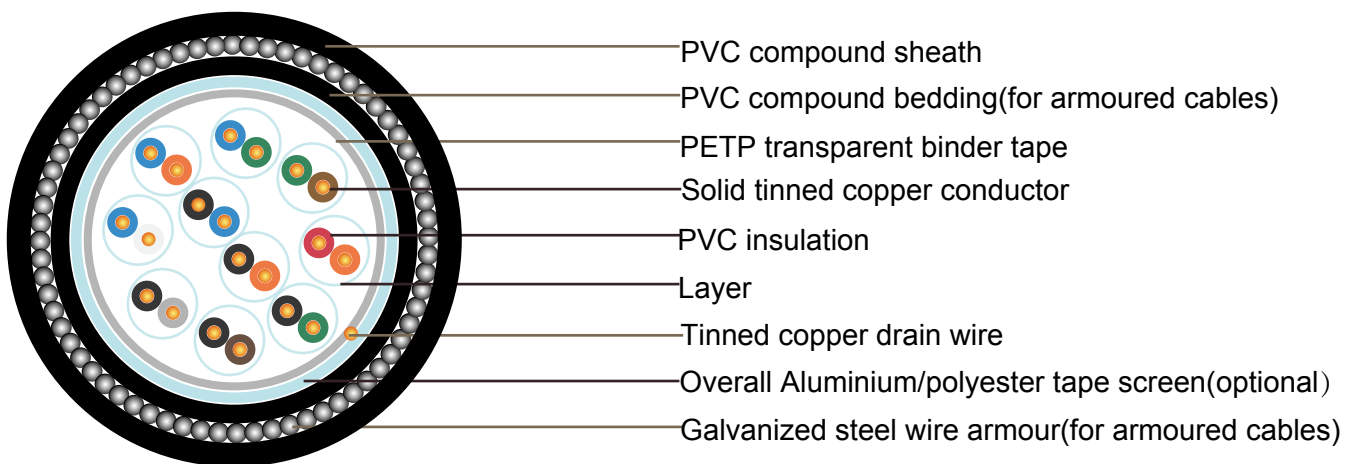 PVC compound sheath
PVC compound bedding(for armoured cables)
PETP transparent binder tape
Solid tinned copper conductor
PVC insulation
Layer
Tinned copper drain wire
Overall Aluminium/polyester tape screen(optional）
Galvanized steel wire armour(for armoured cables)